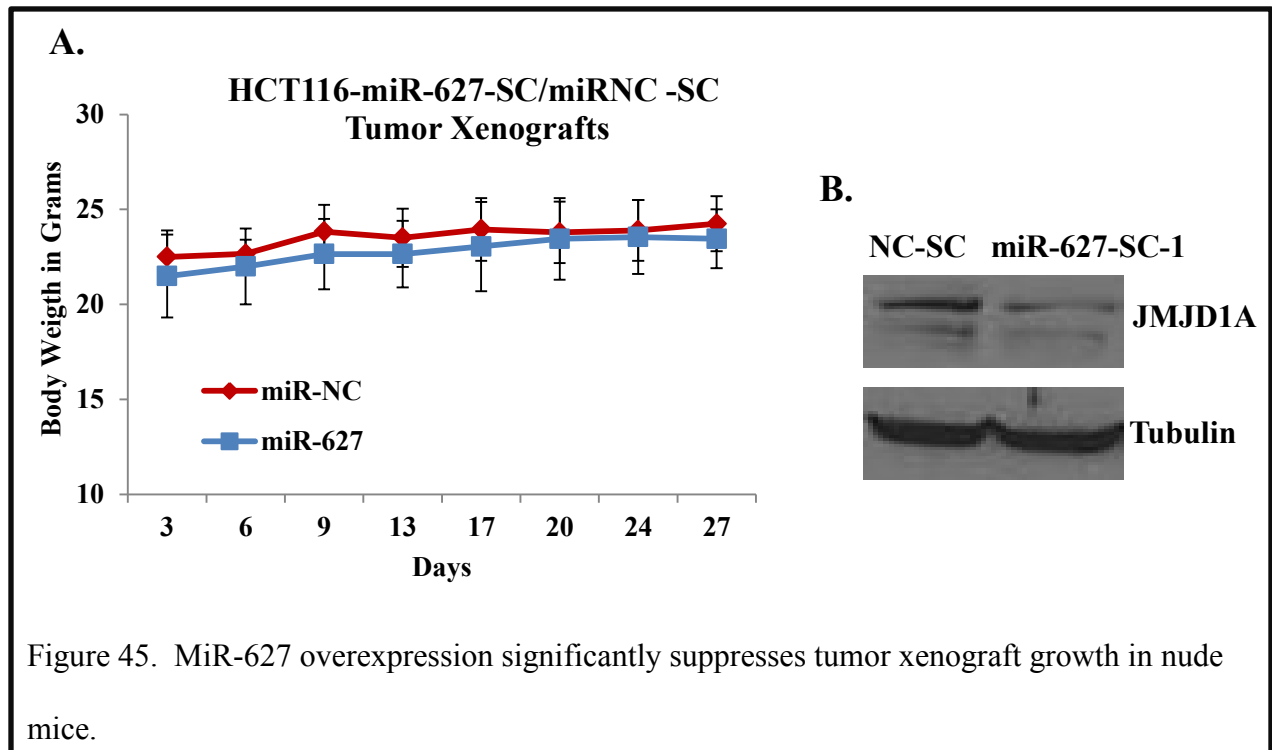 A.
HCT116-miR-627-SC/miRNC -SC
Tumor Xenografts
30
25
20
15
10
Body Weigth in Grams
miR-NC
miR-627
3 6 9 13 17 20 24 27
Days
B.
NC-SC miR-627-SC-1
JMJD1A
Tubulin
Figure 45. MiR-627 overexpression significantly suppresses tumor xenograft growth in nude
mice.